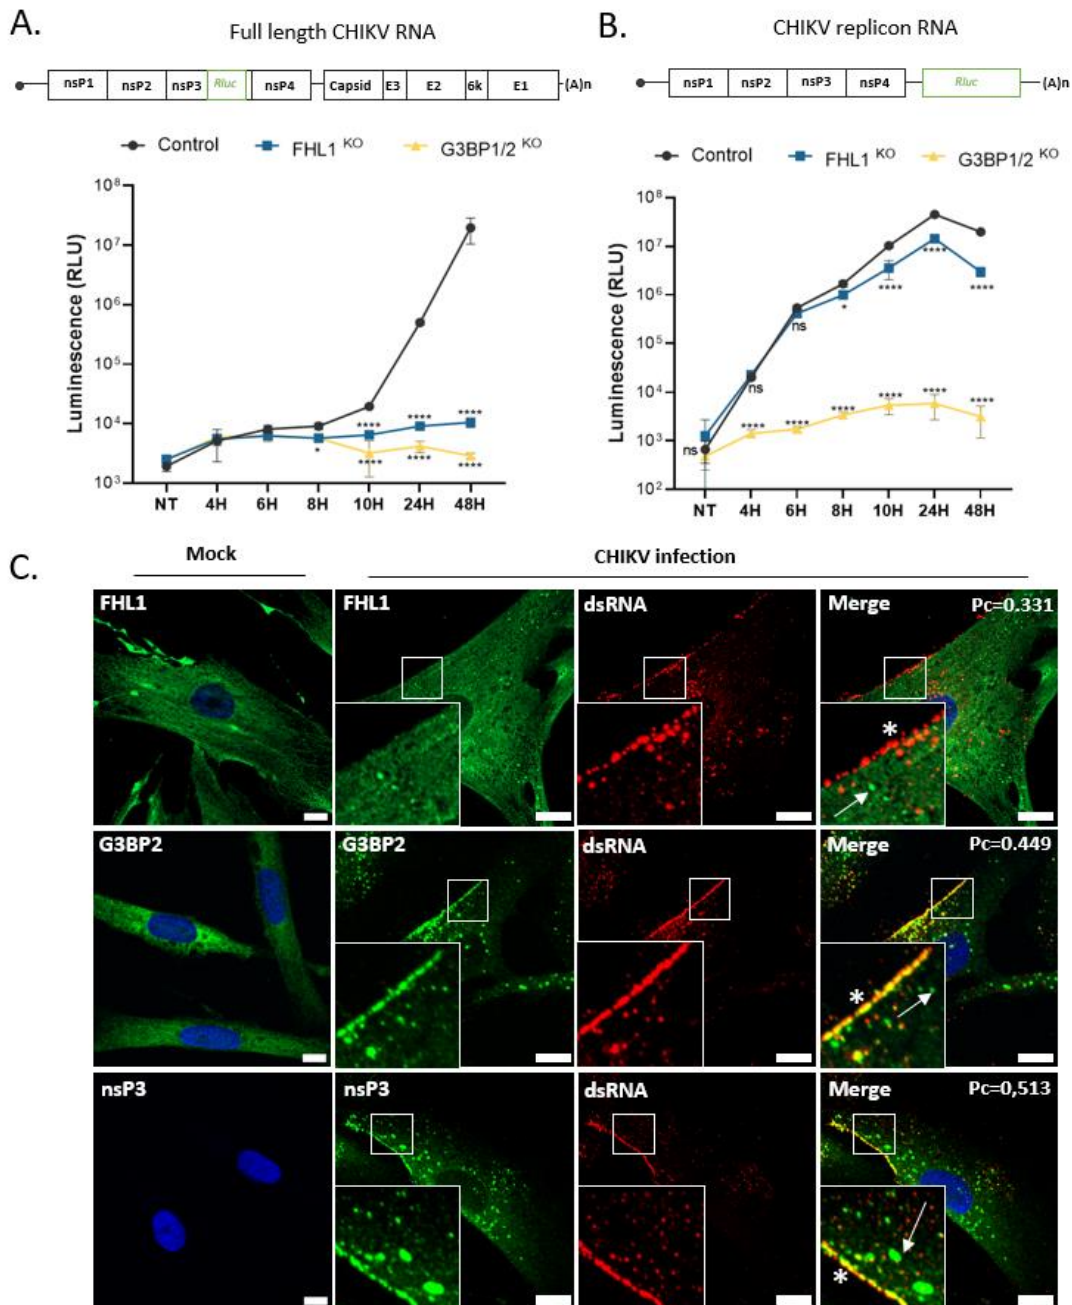 A.
Full length CHIKV RNA
nsP1 nsP2 nsP3 Rluc nsP4 Capsid E3 E2 6k E1 (A)n
Control FHL1 KO G3BP1/2 KO
Luminescence (RLU)
10^8
10^7
10^6
10^5
10^4
10^3
**** **** ****
* **** **** ****
NT 4H 6H 8H 10H 24H 48H
B.
CHIKV replicon RNA
nsP1 nsP2 nsP3 nsP4 Rluc (A)n
Control FHL1 KO G3BP1/2 KO
Luminescence (RLU)
10^8
10^7
10^6
10^5
10^4
10^3
10^2
ns ns ns * **** **** ****
**** **** **** **** **** ****
NT 4H 6H 8H 10H 24H 48H
C.
Mock CHIKV infection
FHL1 FHL1 dsRNA Merge Pc=0.331
*
G3BP2 G3BP2 dsRNA Merge Pc=0.449
*
nsP3 nsP3 dsRNA Merge Pc=0,513
*